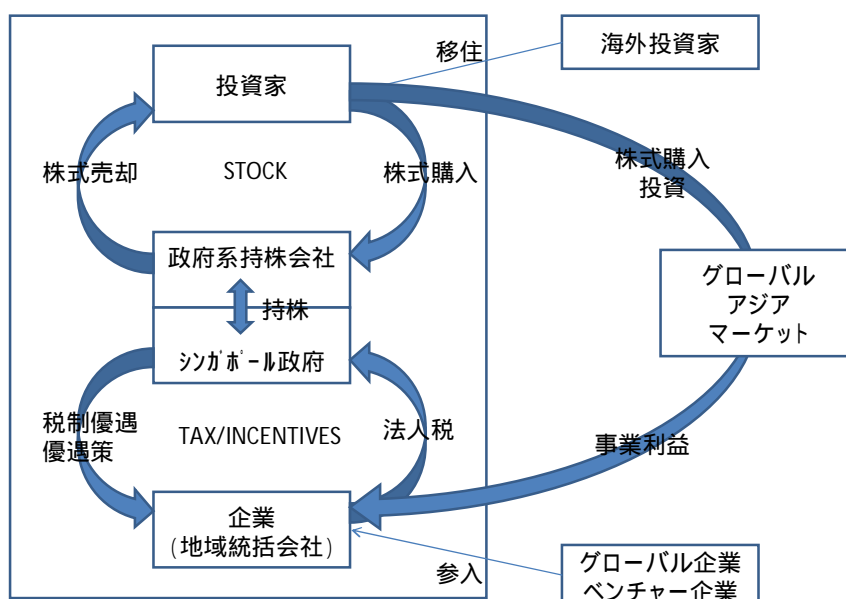 移住
海外投資家
投資家
株式売却
STOCK
株式購入
株式購入
投資
政府系持株会社
持株
シンガポール政府
グローバル
アジア
マーケット
税制優遇
優遇策
TAX/INCENTIVES
法人税
事業利益
企業
(地域統括会社)
参入
グローバル企業
ベンチャー企業